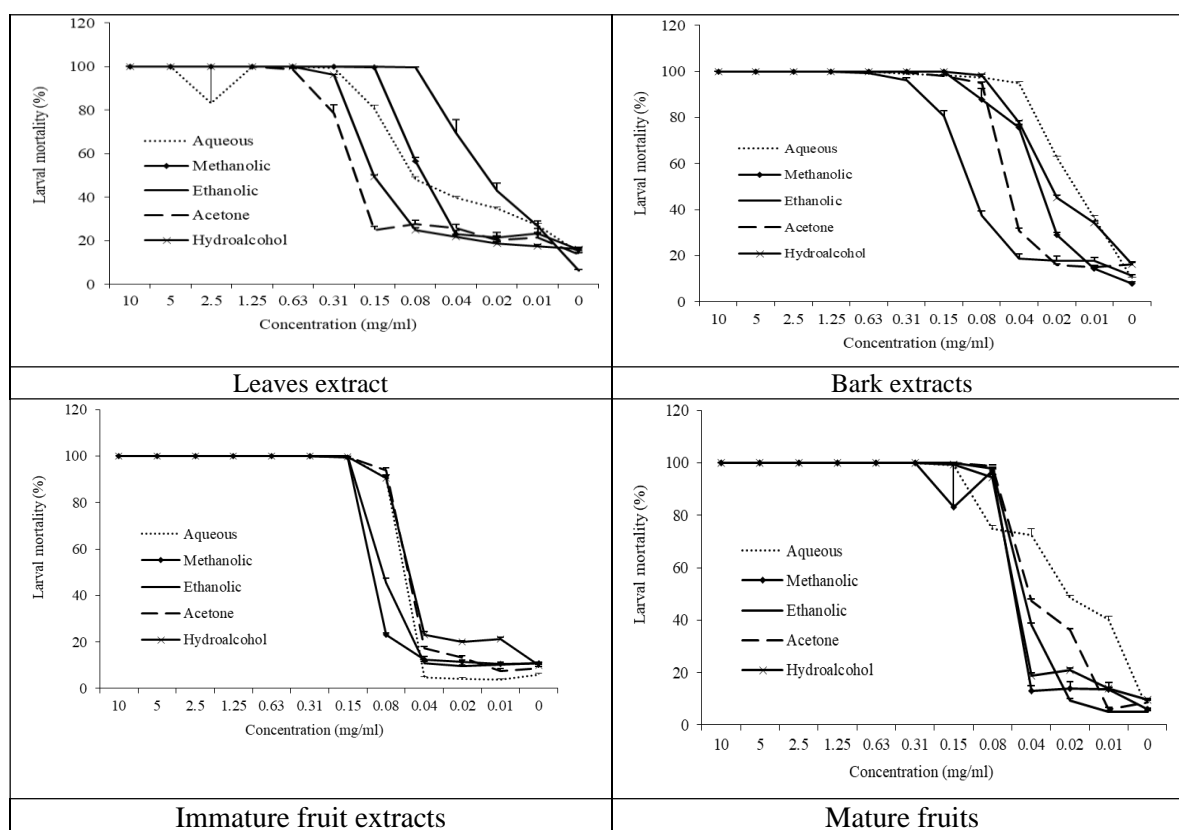 120
100
80
60
40
20
0
Larval mortality (%)
Aqueous
Methanolic
Ethanolic
Acetone
Hydroalcohol
10 5 2.5 1.25 0.63 0.31 0.15 0.08 0.04 0.02 0.01 0
Concentration (mg/ml)
Leaves extract
120
100
80
60
40
20
0
Larval mortality (%)
Aqueous
Methanolic
Ethanolic
Acetone
Hydroalcohol
10 5 2.5 1.25 0.63 0.31 0.15 0.08 0.04 0.02 0.01 0
Concentration (mg/ml)
Bark extracts
120
100
80
60
40
20
0
Larval mortality (%)
Aqueous
Methanolic
Ethanolic
Acetone
Hydroalcohol
10 5 2.5 1.25 0.63 0.31 0.15 0.08 0.04 0.02 0.01 0
Concentration (mg/ml)
Immature fruit extracts
120
100
80
60
40
20
0
Larval mortality (%)
Aqueous
Methanolic
Ethanolic
Acetone
Hydroalcohol
10 5 2.5 1.25 0.63 0.31 0.15 0.08 0.04 0.02 0.01 0
Concentration (mg/ml)
Mature fruits